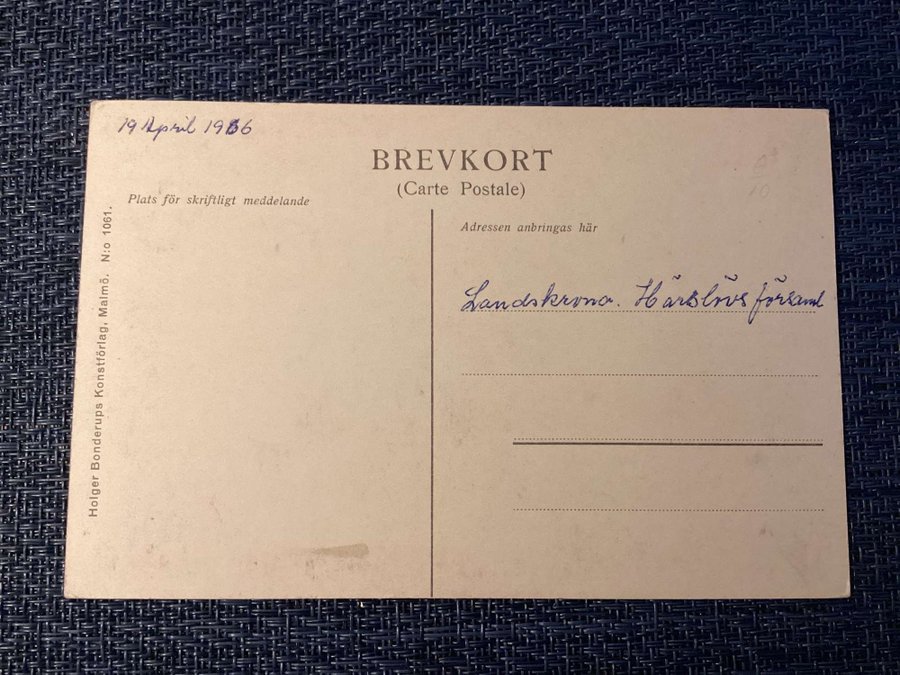 19 April 1986
BREVKORT
(Carte Postale)
Plats för skriftligt meddelande
Adressen anbringas här
Landskrona. Härslövs församl
Holger Bonderups Konstförlag, Malmö. N:o 1061.